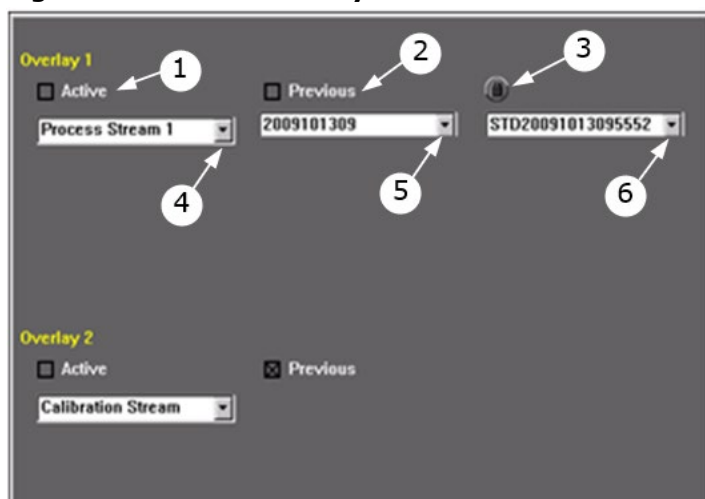 Overlay 1
1 2 3
Active Previous
Process Stream 1 2009101309 STD20091013095552
4 5 6
Overlay 2
Active Previous
Calibration Stream